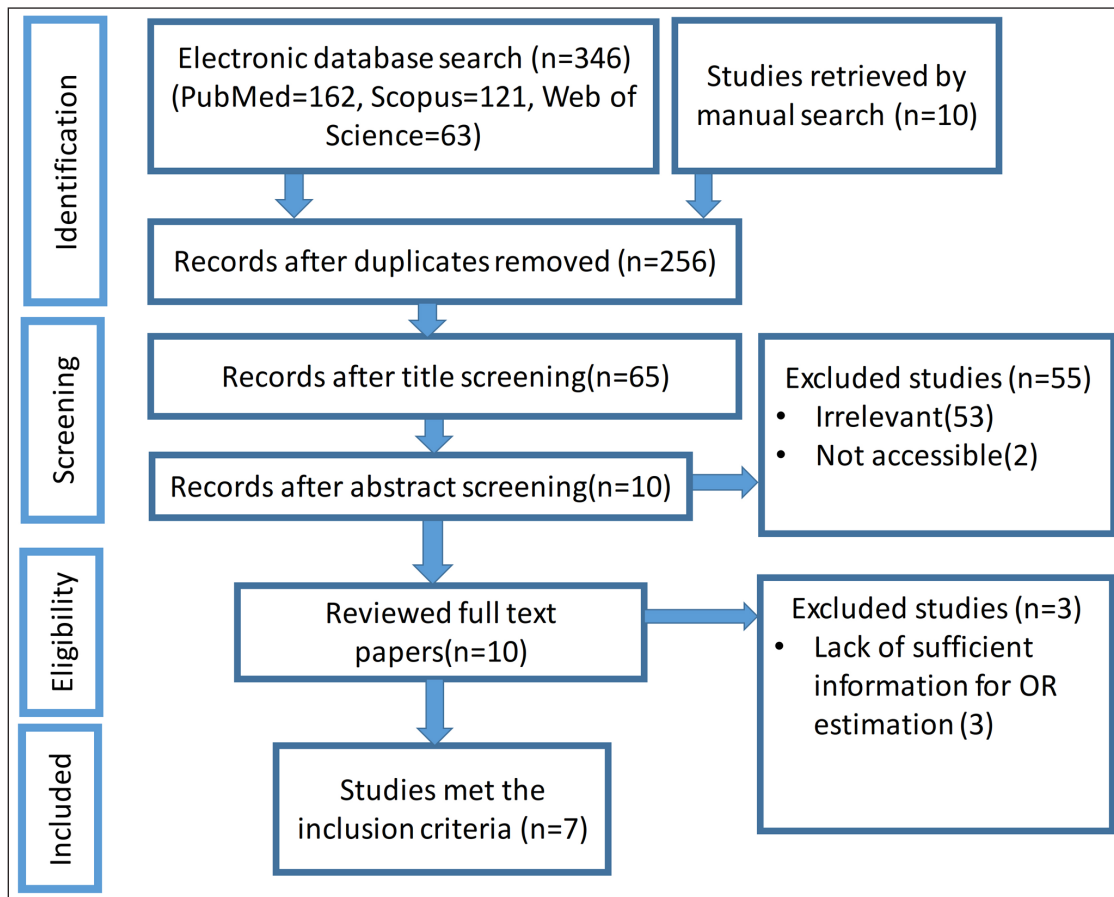 Identification
Electronic database search (n=346)
(PubMed=162, Scopus=121, Web of
Science=63)
Studies retrieved by
manual search (n=10)
Records after duplicates removed (n=256)
Screening
Records after title screening(n=65)
Records after abstract screening(n=10)
Excluded studies (n=55)
• Irrelevant(53)
• Not accessible(2)
Eligibility
Reviewed full text
papers(n=10)
Excluded studies (n=3)
• Lack of sufficient
information for OR
estimation (3)
Included
Studies met the
inclusion criteria (n=7)